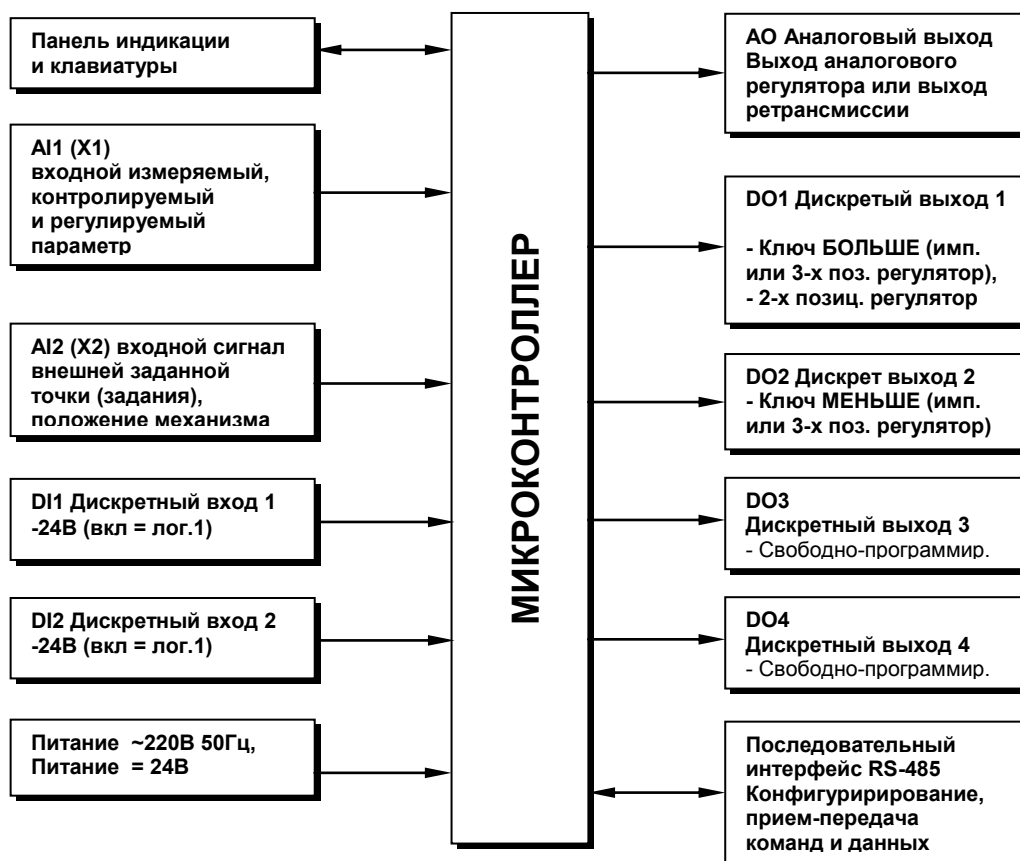 Панель индикации
и клавиатуры
AI1 (X1)
входной измеряемый,
контролируемый
и регулируемый
параметр
AI2 (X2) входной сигнал
внешней заданной
точки (задания),
положение механизма
DI1 Дискретный вход 1
-24В (вкл = лог.1)
DI2 Дискретный вход 2
-24В (вкл = лог.1)
Питание ~220В 50Гц,
Питание = 24В
МИКРОКОНТРОЛЛЕР
АО Аналоговый выход
Выход аналогового
регулятора или выход
ретрансмиссии
DO1 Дискретый выход 1
- Ключ БОЛЬШЕ (имп.
или 3-х поз. регулятор),
- 2-х позиц. регулятор
DO2 Дискрет выход 2
- Ключ МЕНЬШЕ (имп.
или 3-х поз. регулятор)
DO3
Дискретный выход 3
- Свободно-программир.
DO4
Дискретный выход 4
- Свободно-программир.
Последовательный
интерфейс RS-485
Конфигуририрование,
прием-передача
команд и данных